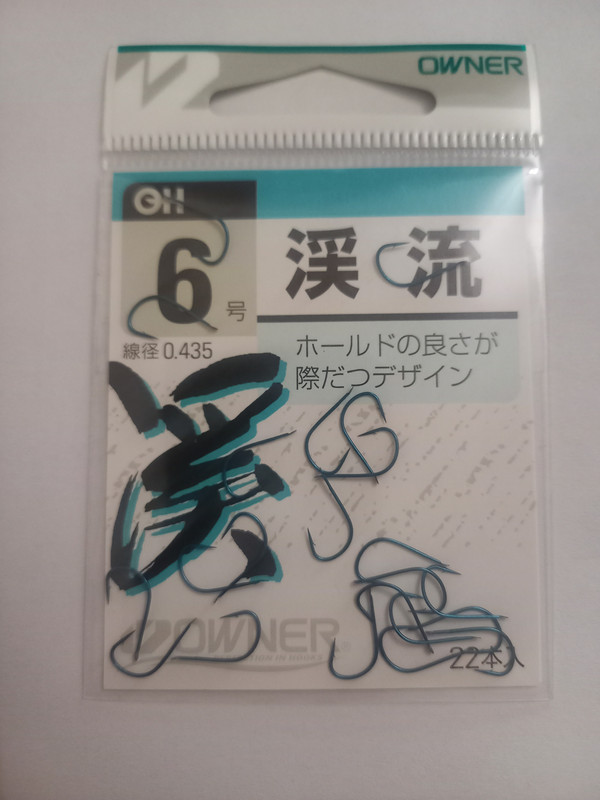 OWNER
OH
6号
線径 0.435
渓流
ホールドの良さが
際だつデザイン
渓
OWNER
22本入